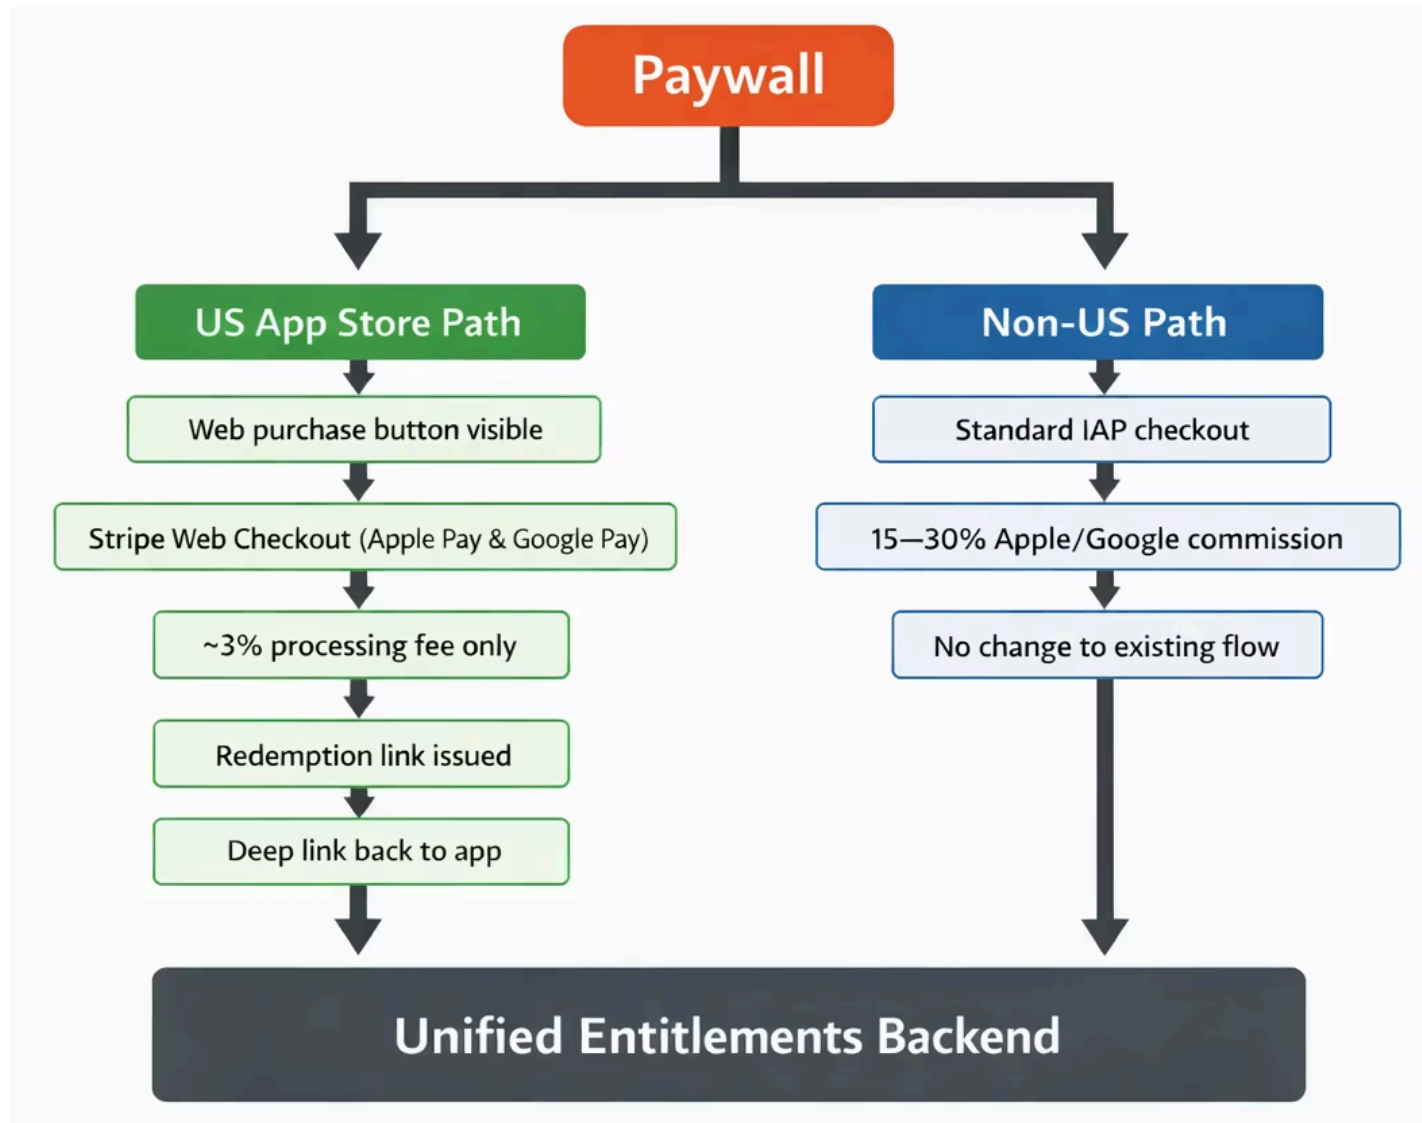 Paywall
US App Store Path
Web purchase button visible
Stripe Web Checkout (Apple Pay & Google Pay)
~3% processing fee only
Redemption link issued
Deep link back to app
Non-US Path
Standard IAP checkout
15—30% Apple/Google commission
No change to existing flow
Unified Entitlements Backend